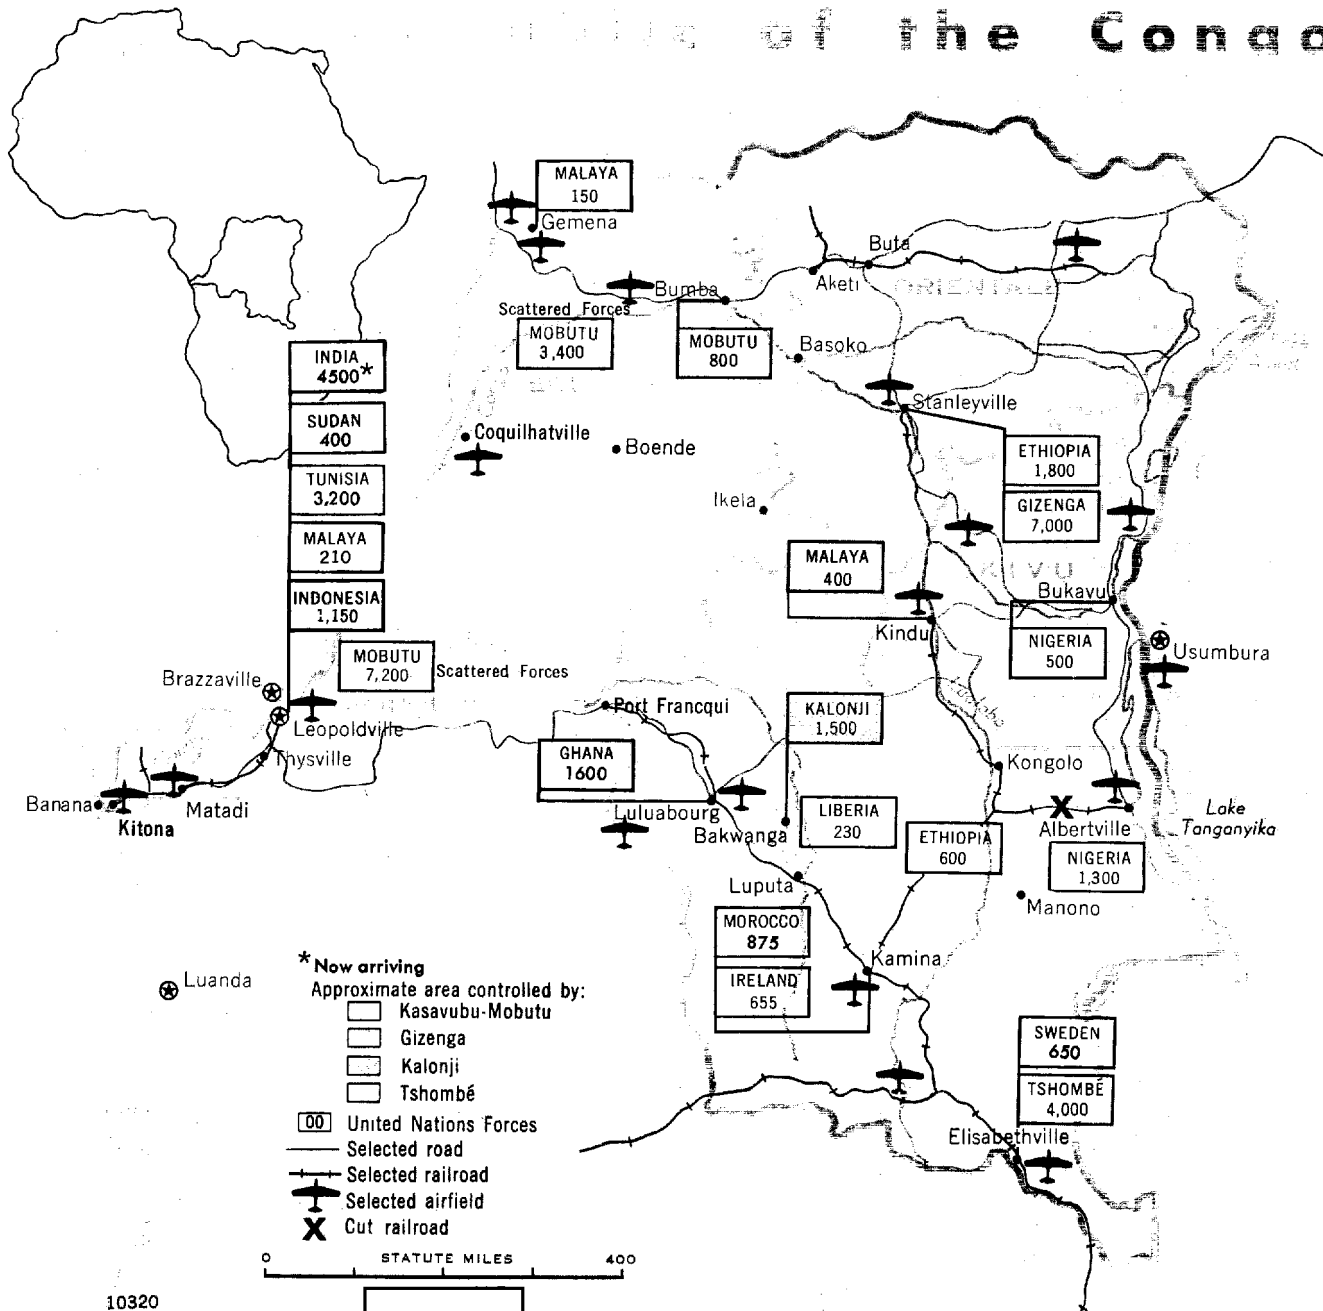 of the Congo
MALAYA
150
Gemena
Bumba
Scattered Forces
MOBUTU
3,400
MOBUTU
800
Buta
Aketi
ORIENTALE
Basoko
Stanleyville
INDIA
4500*
SUDAN
400
TUNISIA
3,200
MALAYA
210
INDONESIA
1,150
MOBUTU
7,200
Scattered Forces
Coquilhatville
Boende
Ikela
ETHIOPIA
1,800
GIZENGA
7,000
MALAYA
400
KIVU
Bukavu
Kindu
NIGERIA
500
Usumbura
Brazzaville
Leopoldville
Thysville
Banana
Kitona
Matadi
Port Francqui
GHANA
1600
Luluabourg
KALONJI
1,500
Bakwanga
LIBERIA
230
ETHIOPIA
600
Kongolo
Albertville
Lake
Tanganyika
NIGERIA
1,300
Manono
Luputa
MOROCCO
875
IRELAND
655
Kamina
SWEDEN
650
TSHOMBÉ
4,000
Elisabethville
Luanda
*Now arriving
Approximate area controlled by:
Kasavubu-Mobutu
Gizenga
Kalonji
Tshombé
00 United Nations Forces
Selected road
Selected railroad
Selected airfield
X Cut railroad
0 STATUTE MILES 400
10320